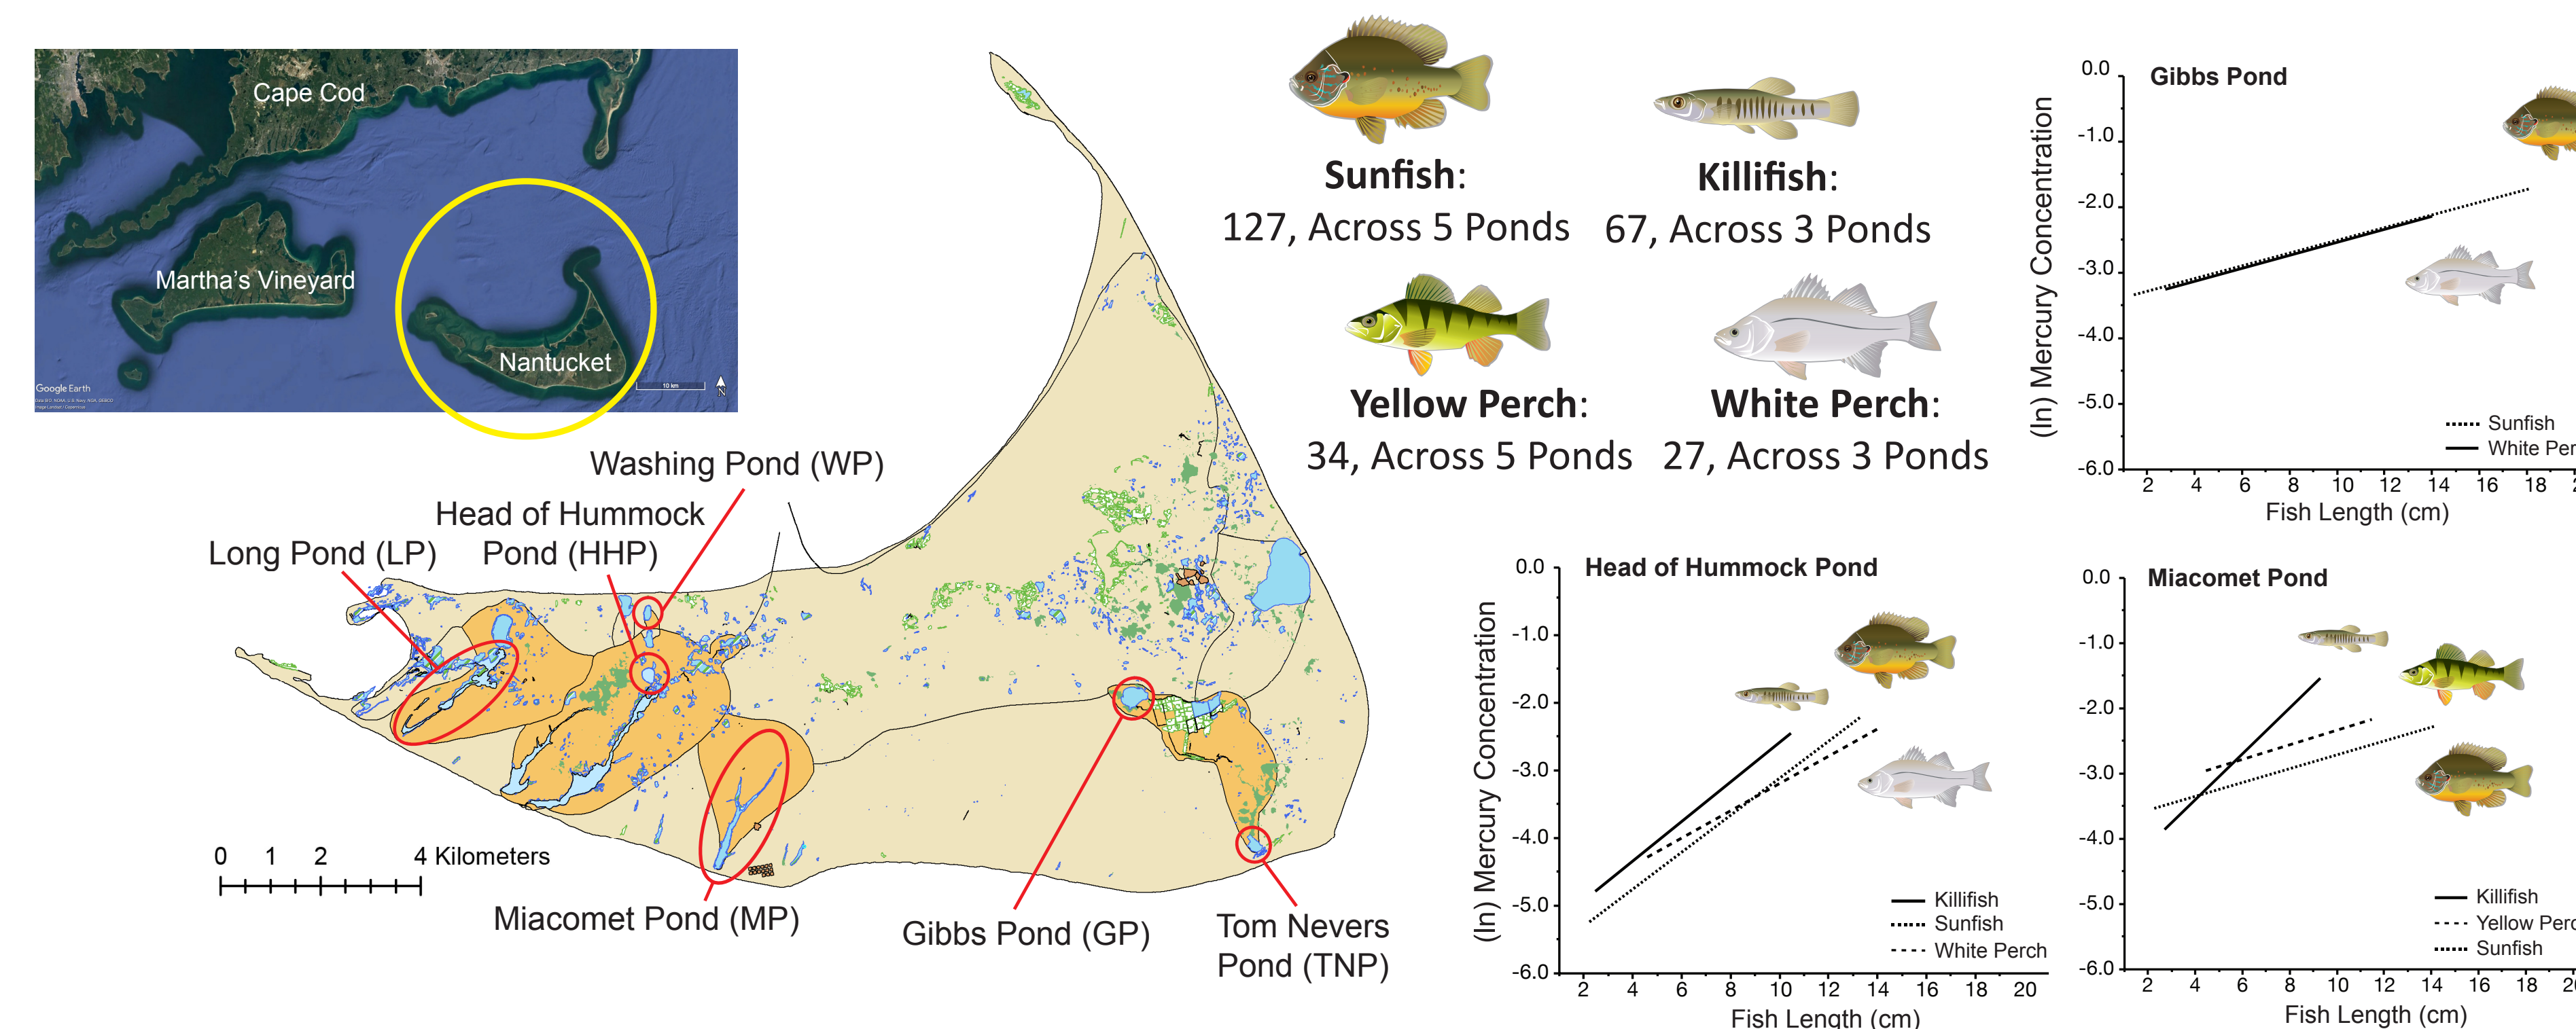 Cape Cod
Martha's Vineyard
Nantucket
Google Earth
10 km
N
Washing Pond (WP)
Head of Hummock
Pond (HHP)
Long Pond (LP)
0 1 2 4 Kilometers
Miacomet Pond (MP)
Gibbs Pond (GP)
Tom Nevers
Pond (TNP)
Sunfish:
127, Across 5 Ponds
Killifish:
67, Across 3 Ponds
Yellow Perch:
34, Across 5 Ponds
White Perch:
27, Across 3 Ponds
Gibbs Pond
(ln) Mercury Concentration
0.0
-1.0
-2.0
-3.0
-4.0
-5.0
-6.0
Sunfish
White Per
2 4 6 8 10 12 14 16 18 2
Fish Length (cm)
Head of Hummock Pond
(ln) Mercury Concentration
0.0
-1.0
-2.0
-3.0
-4.0
-5.0
-6.0
Killifish
Sunfish
White Perch
2 4 6 8 10 12 14 16 18 20
Fish Length (cm)
Miacomet Pond
0.0
-1.0
-2.0
-3.0
-4.0
-5.0
-6.0
Killifish
Yellow Perc
Sunfish
2 4 6 8 10 12 14 16 18 20
Fish Length (cm)